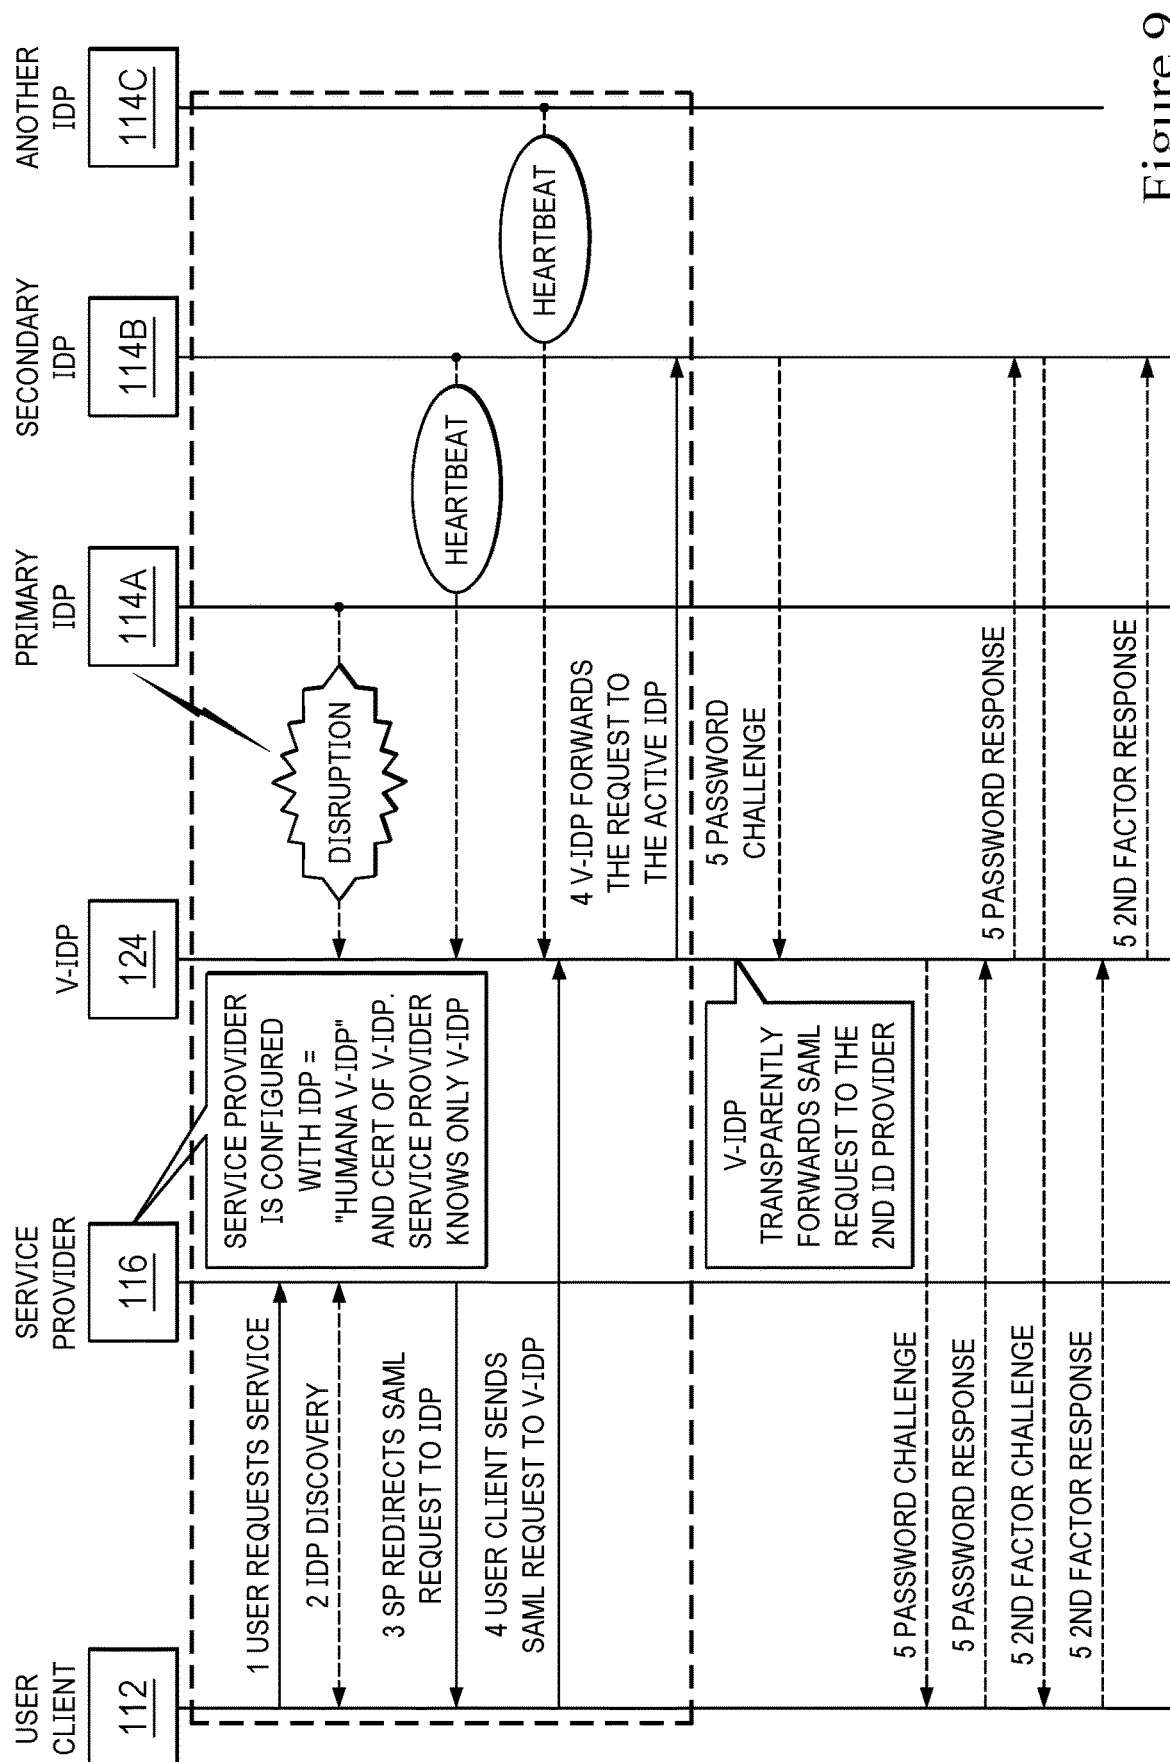 USER
CLIENT
112
SERVICE
PROVIDER
116
V-IDP
124
PRIMARY
IDP
114A
SECONDARY
IDP
114B
ANOTHER
IDP
114C
SERVICE PROVIDER
IS CONFIGURED
WITH IDP =
"HUMANA V-IDP"
AND CERT OF V-IDP.
SERVICE PROVIDER
KNOWS ONLY V-IDP
1 USER REQUESTS SERVICE
2 IDP DISCOVERY
DISRUPTION
3 SP REDIRECTS SAML
REQUEST TO IDP
HEARTBEAT
4 USER CLIENT SENDS
SAML REQUEST TO V-IDP
HEARTBEAT
4 V-IDP FORWARDS
THE REQUEST TO
THE ACTIVE IDP
V-IDP
TRANSPARENTLY
FORWARDS SAML
REQUEST TO THE
2ND ID PROVIDER
5 PASSWORD
CHALLENGE
5 PASSWORD CHALLENGE
5 PASSWORD RESPONSE
5 PASSWORD RESPONSE
5 2ND FACTOR CHALLENGE
5 2ND FACTOR RESPONSE
5 2ND FACTOR RESPONSE
Figure 9